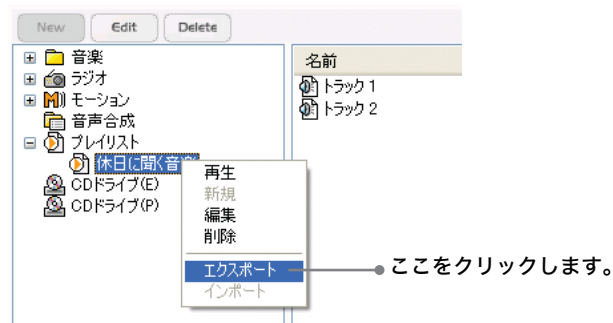 New Edit Delete
音楽
ラジオ
モーション
音声合成
プレイリスト
休日に聞く音楽
CDドライブ(E)
CDドライブ(P)
名前
トラック1
トラック2
再生
新規
編集
削除
エクスポート
インポート
ここをクリックします。